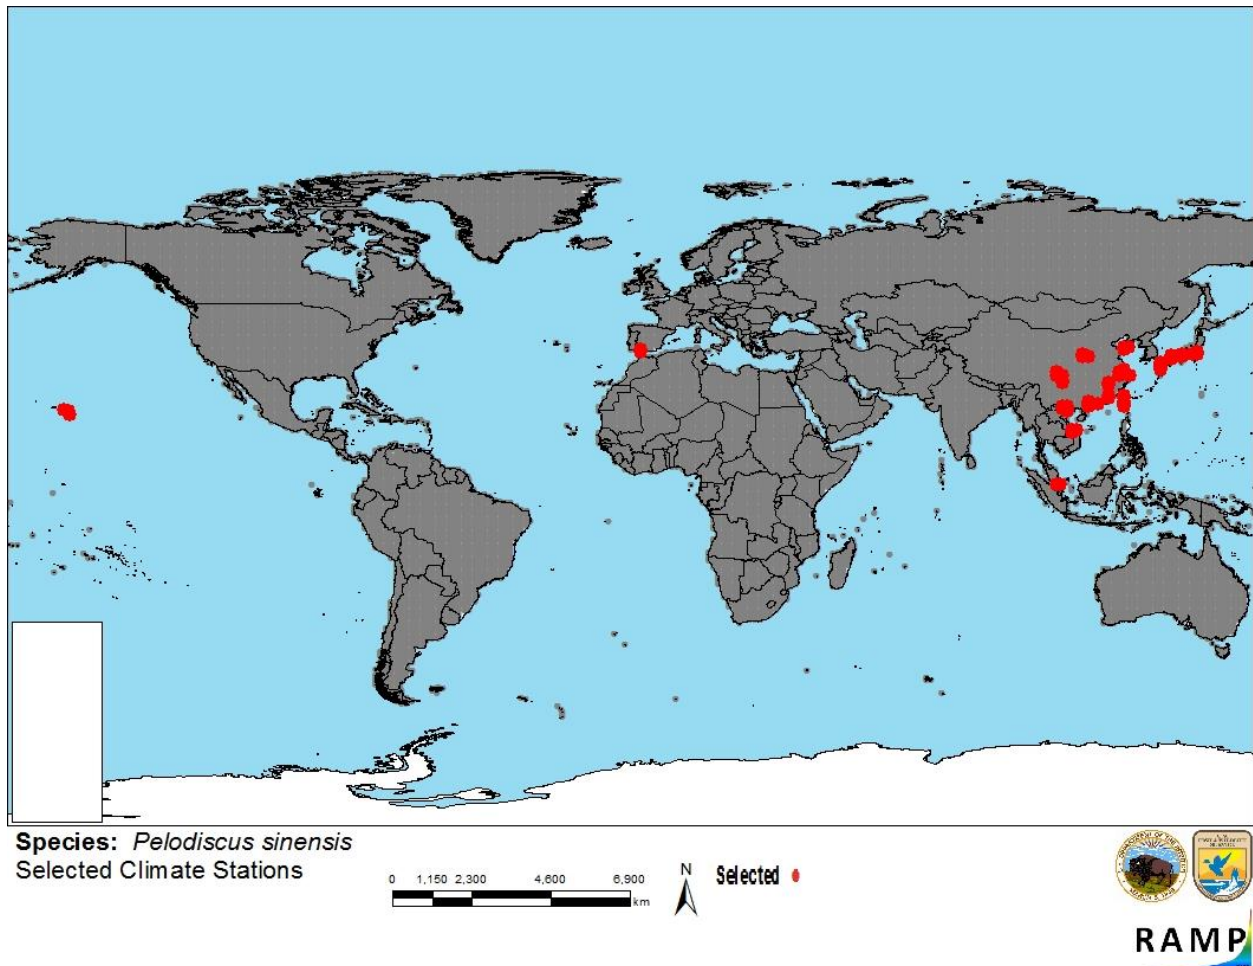 Species: Pelodiscus sinensis
Selected Climate Stations
0 1,150 2,300 4,600 6,900
km
N
Selected
RAMP